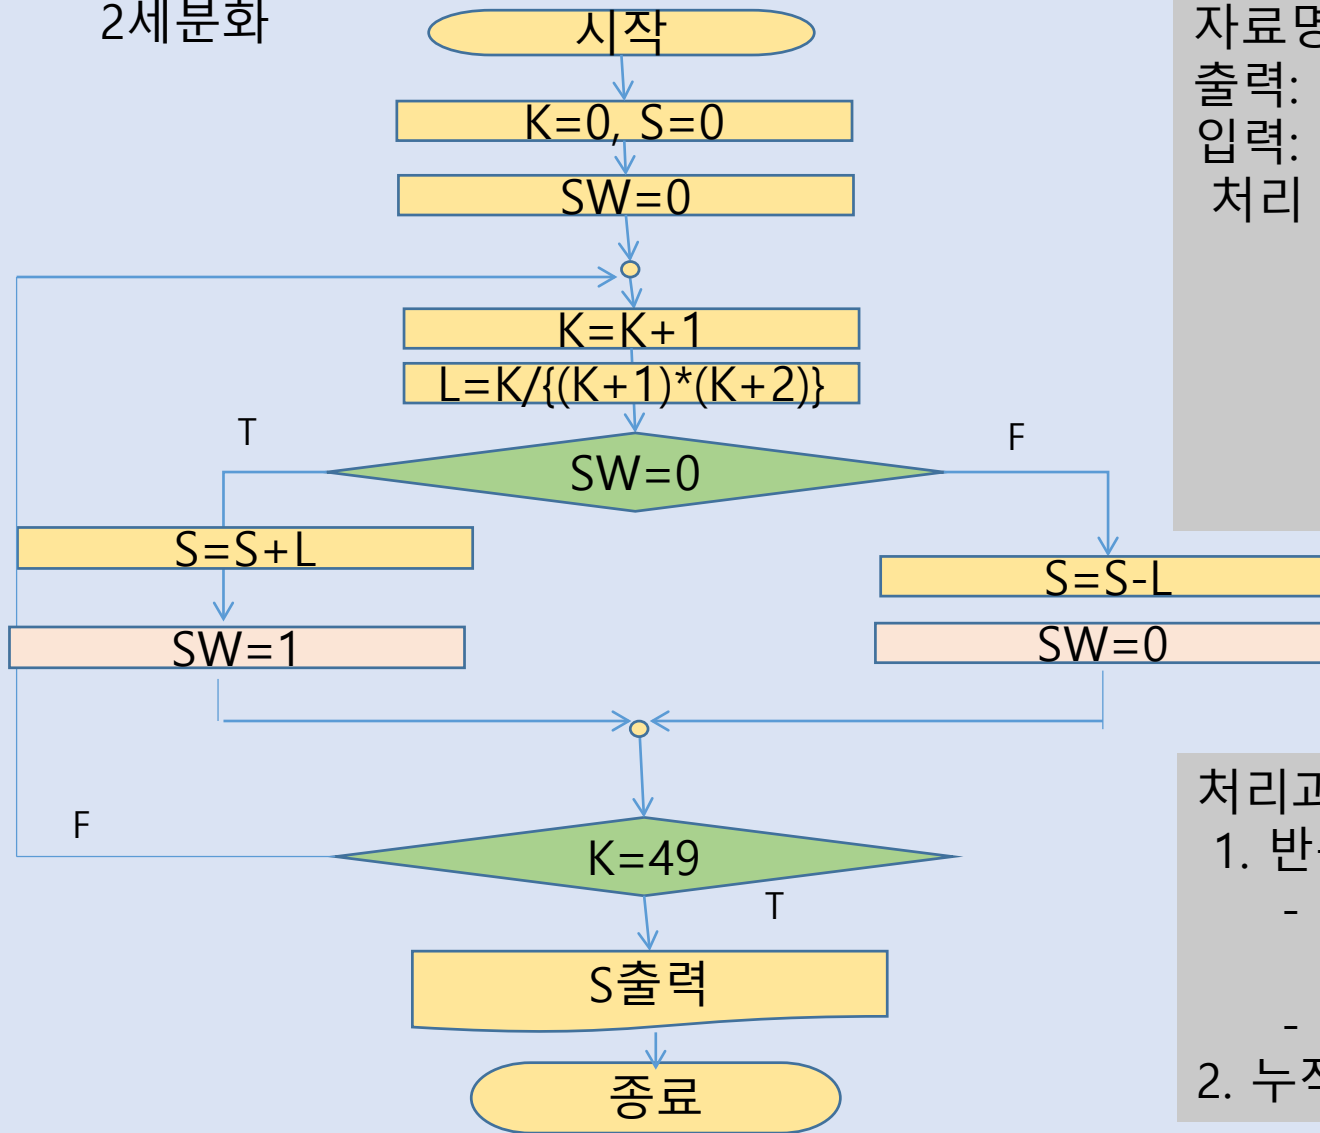 2세분화
시작
K=0, S=0
SW=0
K=K+1
L=K/{(K+1)*(K+2)}
T
F
SW=0
S=S+L
S=S-L
SW=1
SW=0
F
K=49
T
S출력
종료
출력:
입력:
처리
1.
-
-
2.